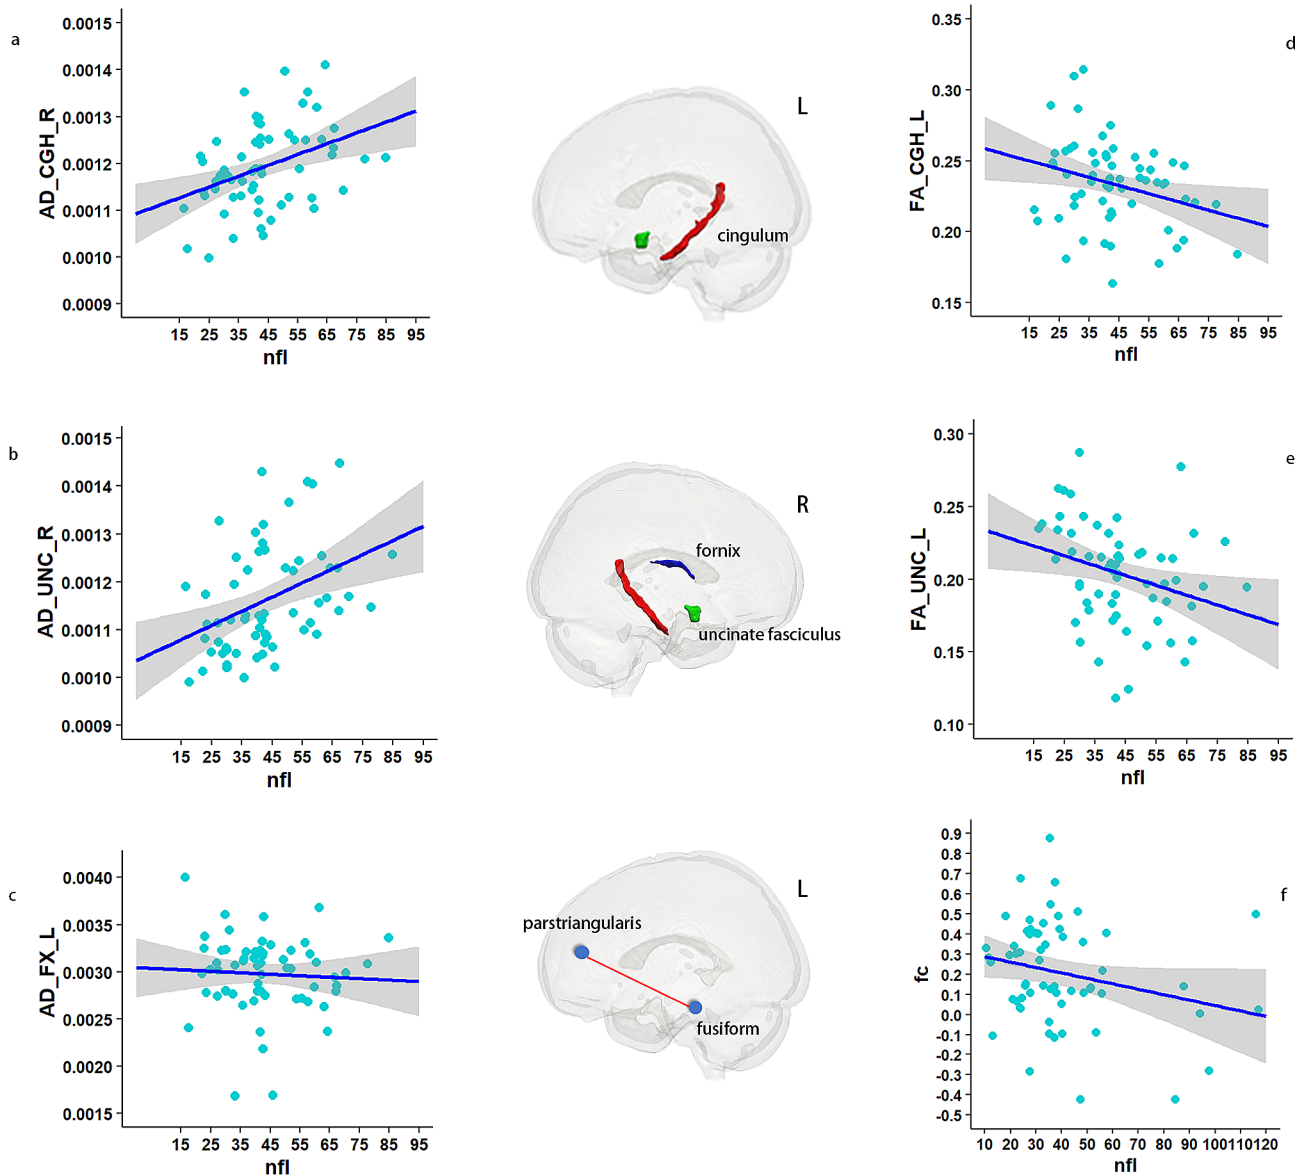 a
0.0015
0.0014
0.0013
0.0012
0.0011
0.0010
0.0009
AD_CGH_R
15 25 35 45 55 65 75 85 95
nfl
L
cingulum
d
0.35
0.30
0.25
0.20
0.15
FA_CGH_L
15 25 35 45 55 65 75 85 95
nfl
b
0.0015
0.0014
0.0013
0.0012
0.0011
0.0010
0.0009
AD_UNC_R
15 25 35 45 55 65 75 85 95
nfl
R
fornix
uncinate fasciculus
e
0.30
0.25
0.20
0.15
0.10
FA_UNC_L
15 25 35 45 55 65 75 85 95
nfl
c
0.0040
0.0035
0.0030
0.0025
0.0020
0.0015
AD_FX_L
15 25 35 45 55 65 75 85 95
nfl
L
parstriangularis
fusiform
f
0.9
0.8
0.7
0.6
0.5
0.4
0.3
0.2
0.1
0.0
-0.1
-0.2
-0.3
-0.4
-0.5
fc
10 20 30 40 50 60 70 80 90 100 110 120
nfl